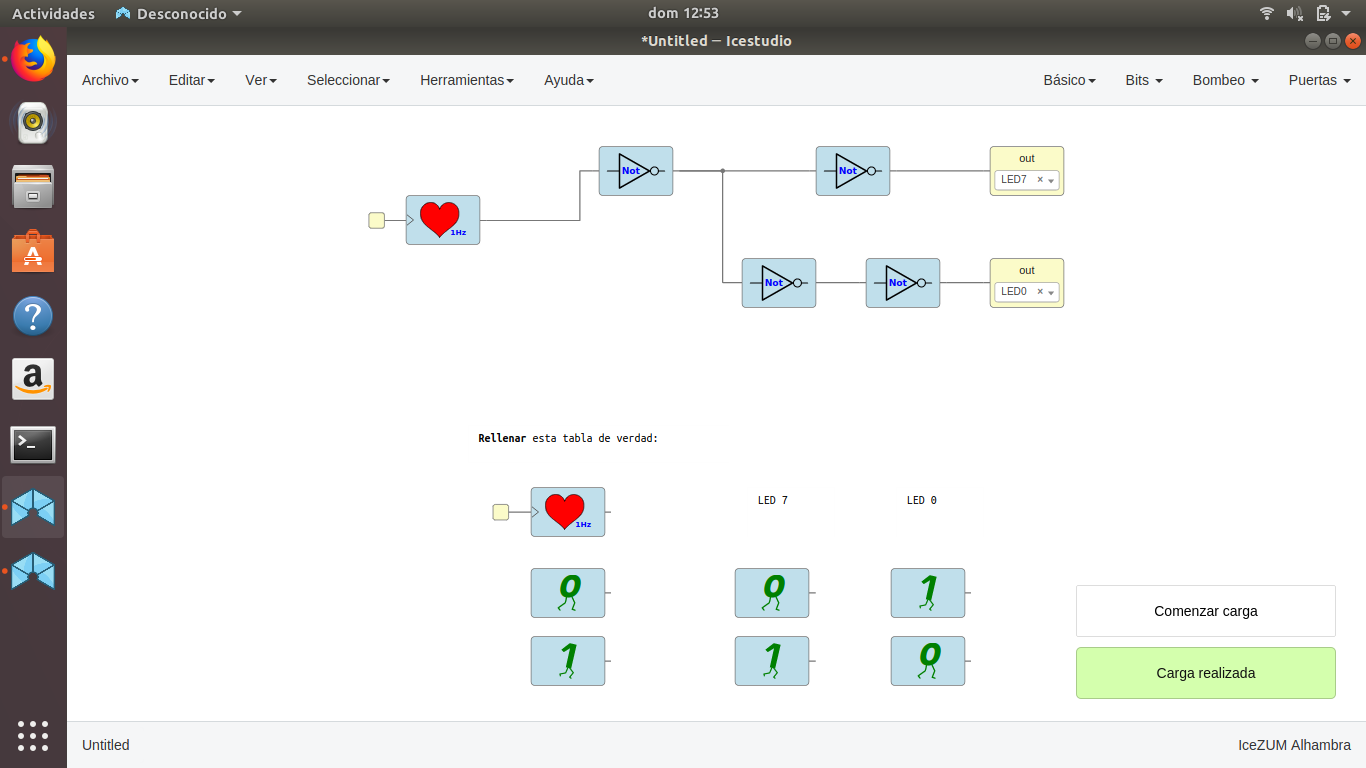 Actividades Desconocido dom 12:53
*Untitled — Icestudio
Archivo Editar Ver Seleccionar Herramientas Ayuda Básico Bits Bombeo Puertas
Not Not out
LED7 ×
1Hz
Not Not out
LED0 ×
Rellenar esta tabla de verdad:
LED 7 LED 0
1Hz
0 0 1
1 1 0
Comenzar carga
Carga realizada
Untitled IceZUM Alhambra